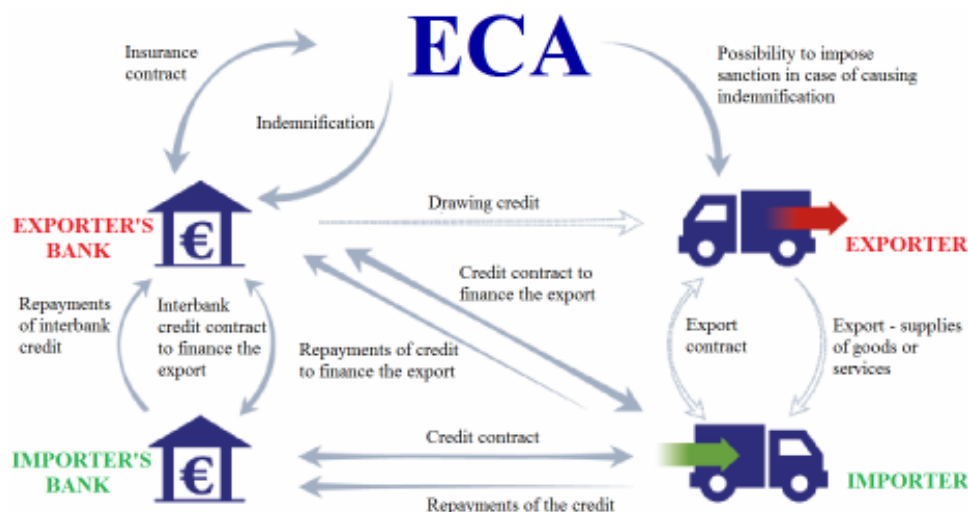 ECA
Insurance
contract
Possibility to impose
sanction in case of causing
indemnification
Indemnification
EXPORTER'S
BANK
€
Drawing credit
EXPORTER
Repayments
of interbank
credit
Interbank
credit contract
to finance the
export
Credit contract to
finance the export
Repayments of credit
to finance the export
Export
contract
Export - supplies
of goods or
services
IMPORTER'S
BANK
€
Credit contract
Repayments of the credit
IMPORTER